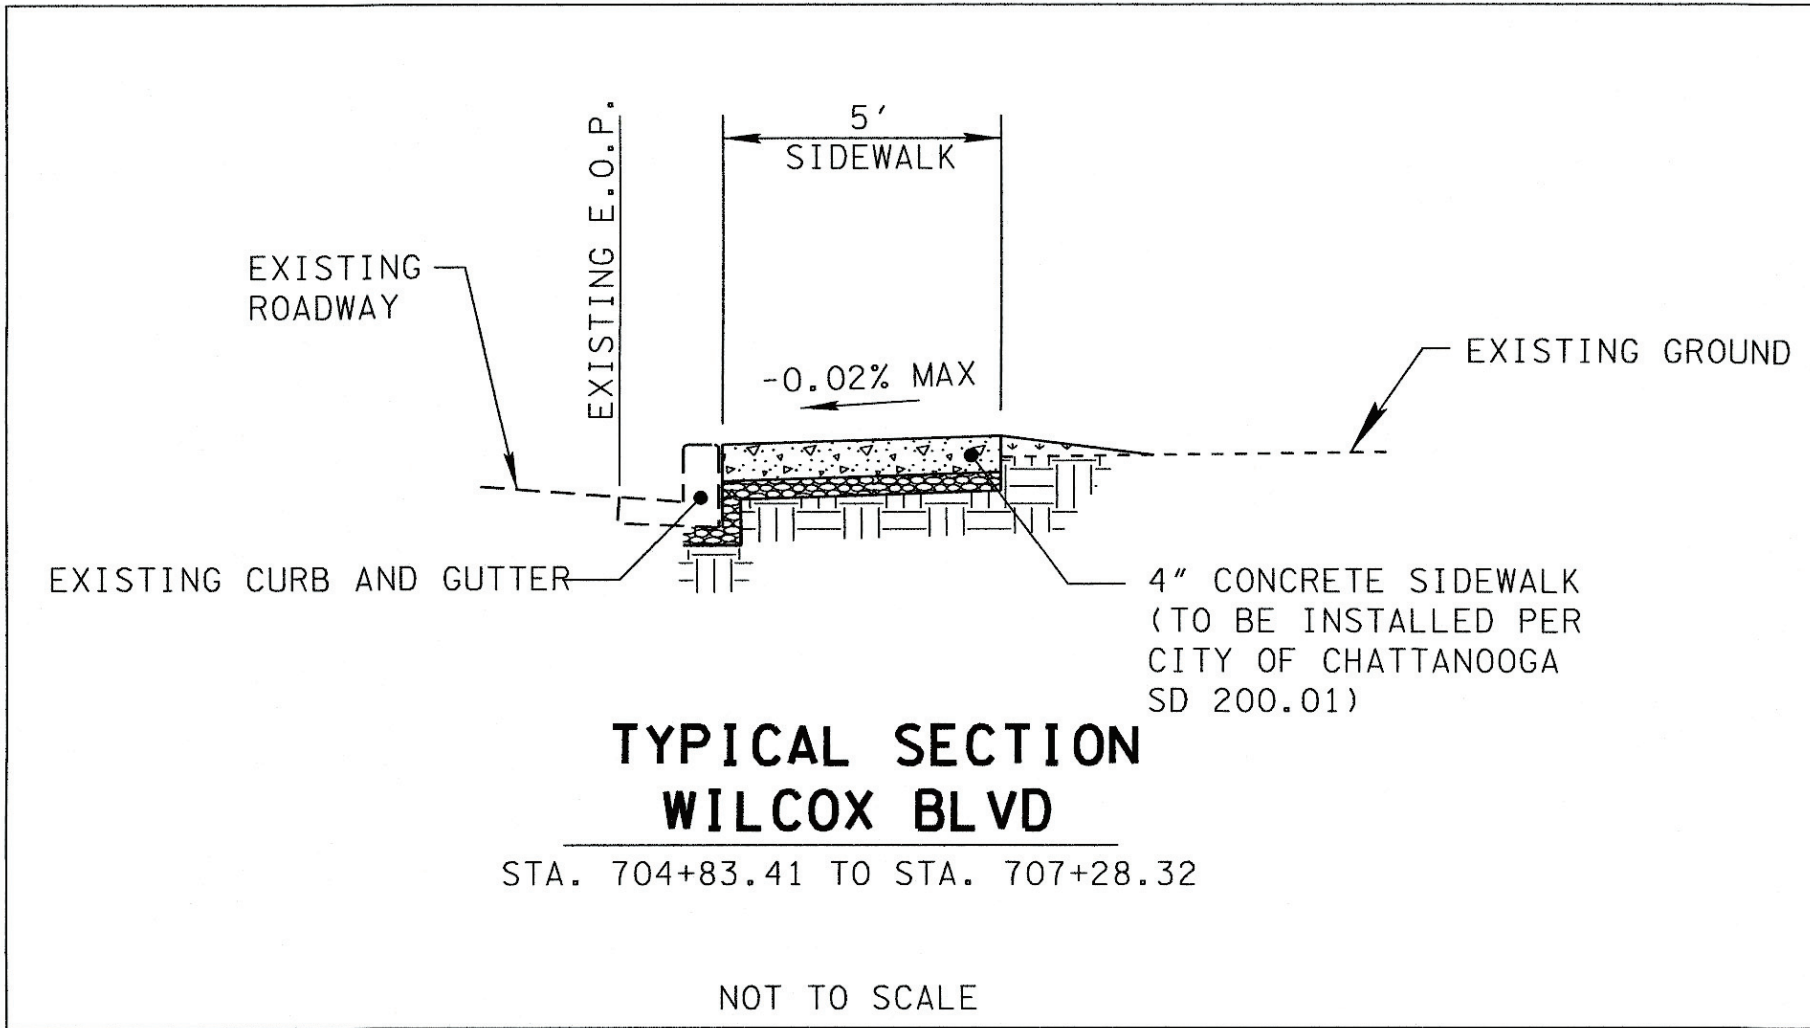 5′
SIDEWALK
EXISTING E.O.P.
EXISTING
ROADWAY
EXISTING GROUND
-0.02% MAX
EXISTING CURB AND GUTTER
4" CONCRETE SIDEWALK
(TO BE INSTALLED PER
CITY OF CHATTANOOGA
SD 200.01)
TYPICAL SECTION
WILCOX BLVD
STA. 704+83.41 TO STA. 707+28.32
NOT TO SCALE